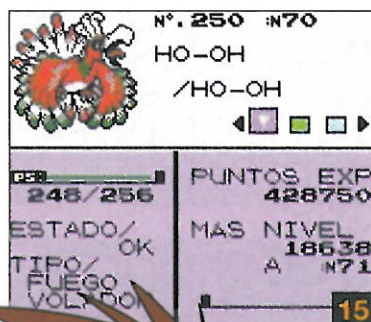 Nº.250 :N70
HO-OH
/HO-OH
PS:
248/256
ESTADO/
OK
TIPO/
FUEGO
VOLADOR
PUNTOS EXP
428750
MAS NIVEL
18638
A :N71
15